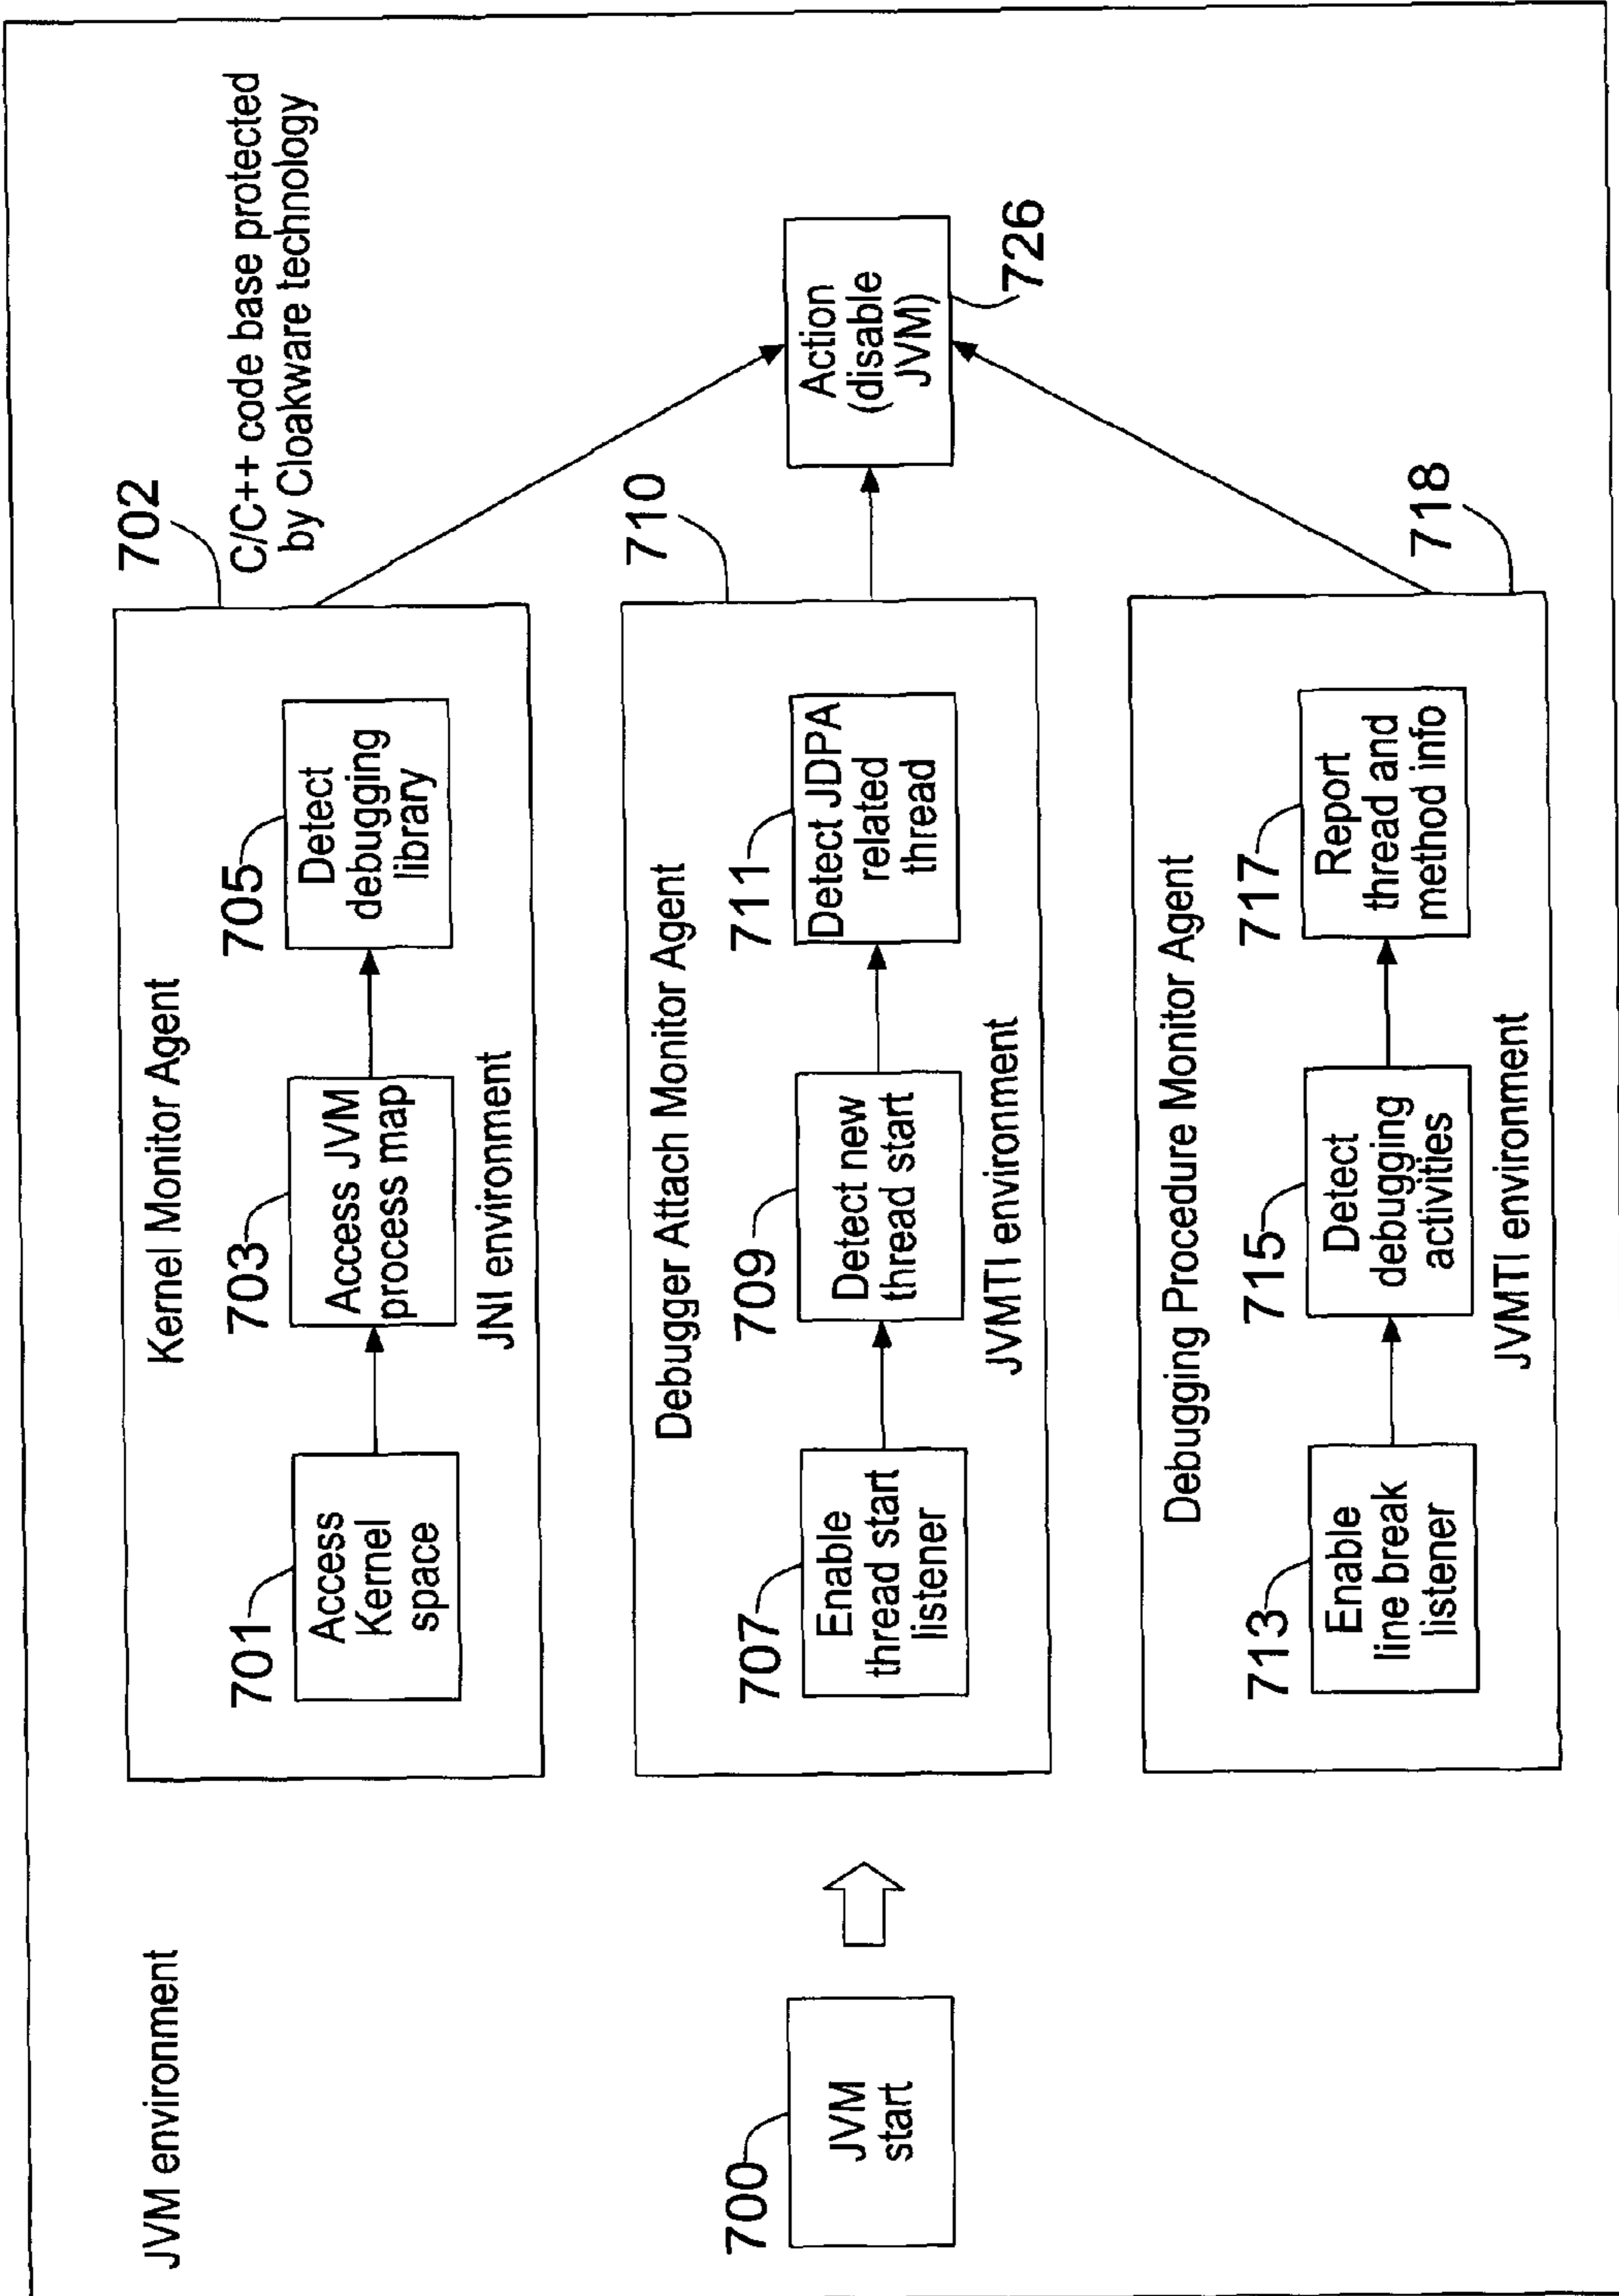 JVM environment
700
JVM
start
Kernel Monitor Agent
702
C/C++ code base protected
by Cloakware technology
701
Access
Kernel
space
703
Access JVM
process map
705
Detect
debugging
library
JNI environment
Debugger Attach Monitor Agent
710
707
Enable
thread start
listener
709
Detect new
thread start
711
Detect JDPA
related
thread
JVMTI environment
Debugging Procedure Monitor Agent
718
713
Enable
line break
listener
715
Detect
debugging
activities
717
Report
thread and
method info
JVMTI environment
Action
(disable
JVM)
726